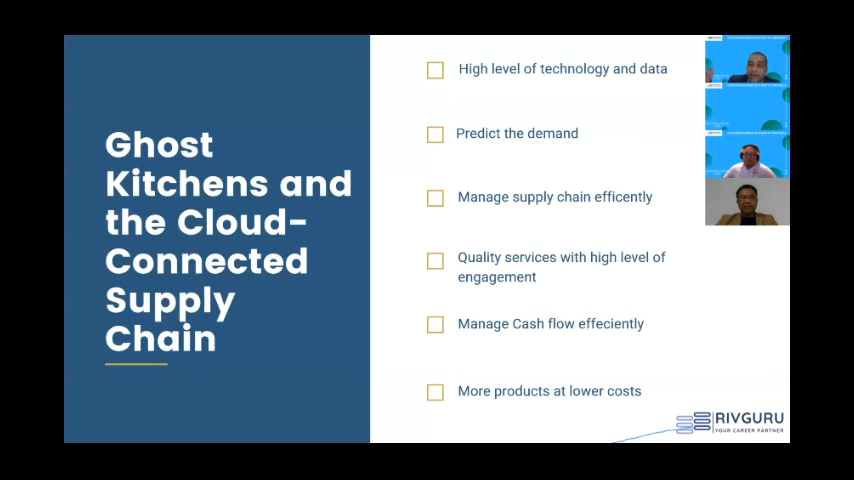 Ghost
Kitchens and
the Cloud-
Connected
Supply
Chain
High level of technology and data
Predict the demand
Manage supply chain efficently
Quality services with high level of
engagement
Manage Cash flow effeciently
More products at lower costs
RIVGURU
YOUR CAREER PARTNER